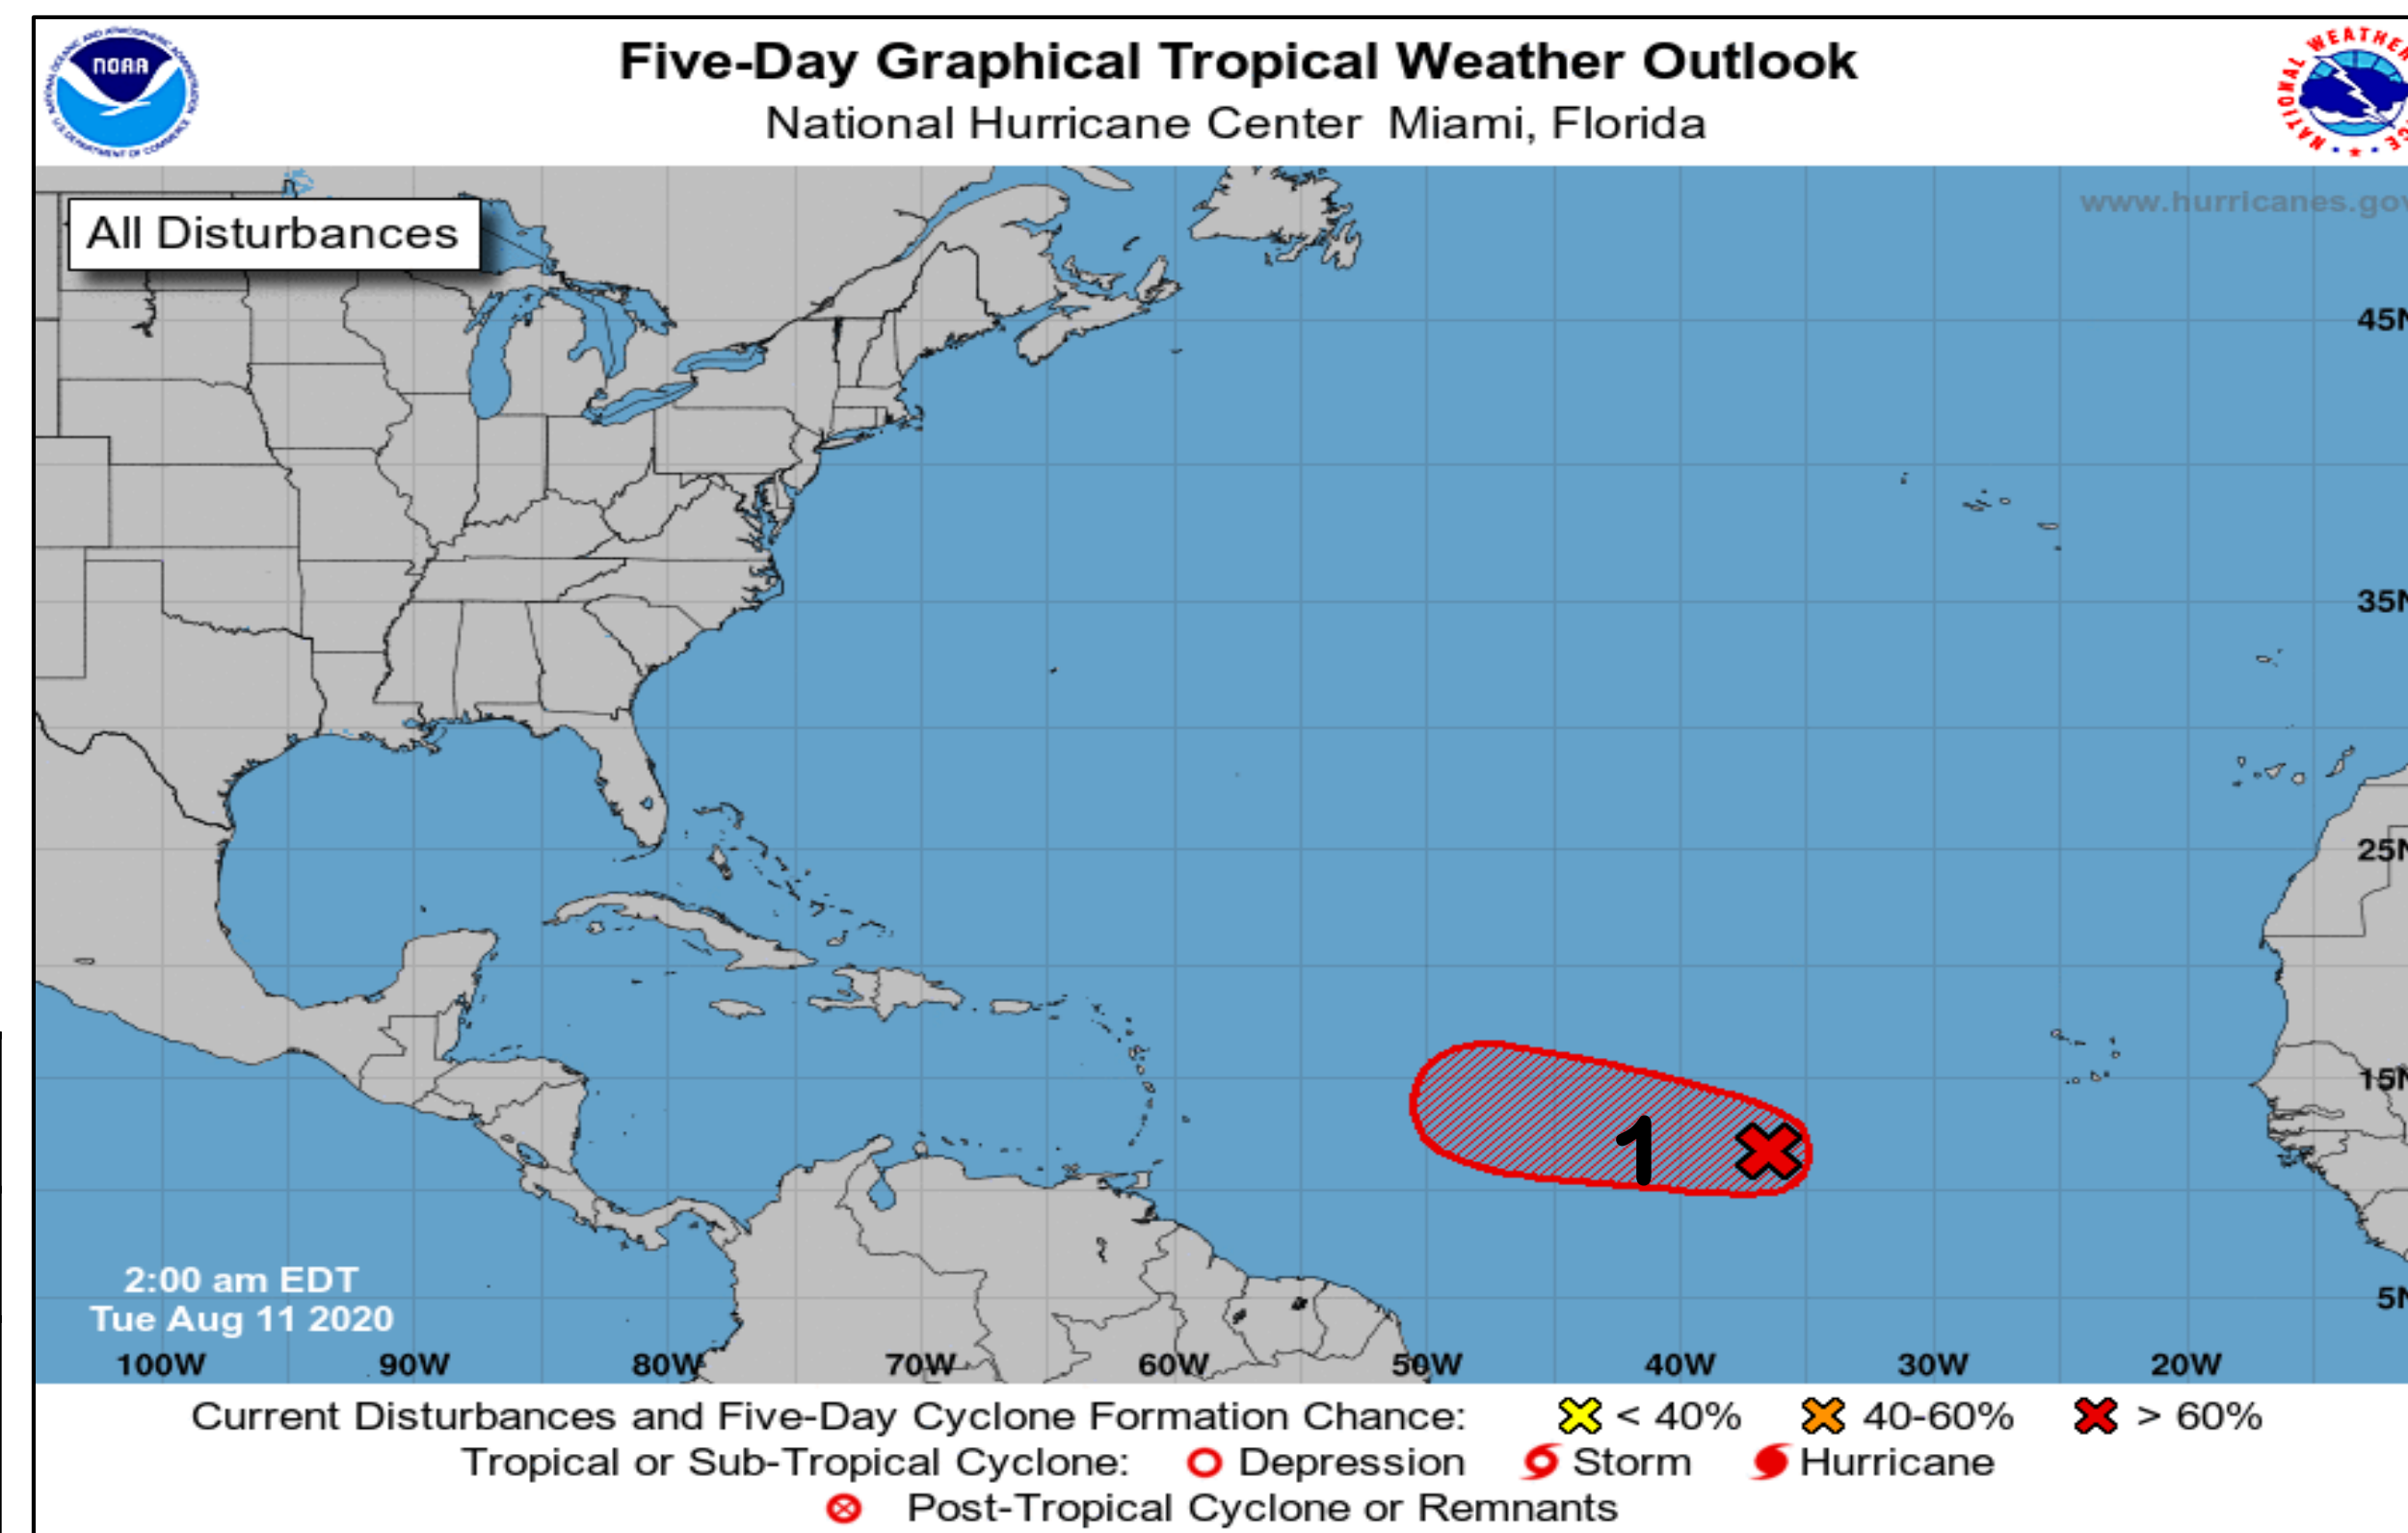 Five-Day Graphical Tropical Weather Outlook
National Hurricane Center Miami, Florida
NOAA
All Disturbances
www.hurricanes.gov
45N
35N
25N
15N
5N
1
2:00 am EDT
Tue Aug 11 2020
100W 90W 80W 70W 60W 50W 40W 30W 20W
Current Disturbances and Five-Day Cyclone Formation Chance: < 40% 40-60% > 60%
Tropical or Sub-Tropical Cyclone: Depression Storm Hurricane
Post-Tropical Cyclone or Remnants